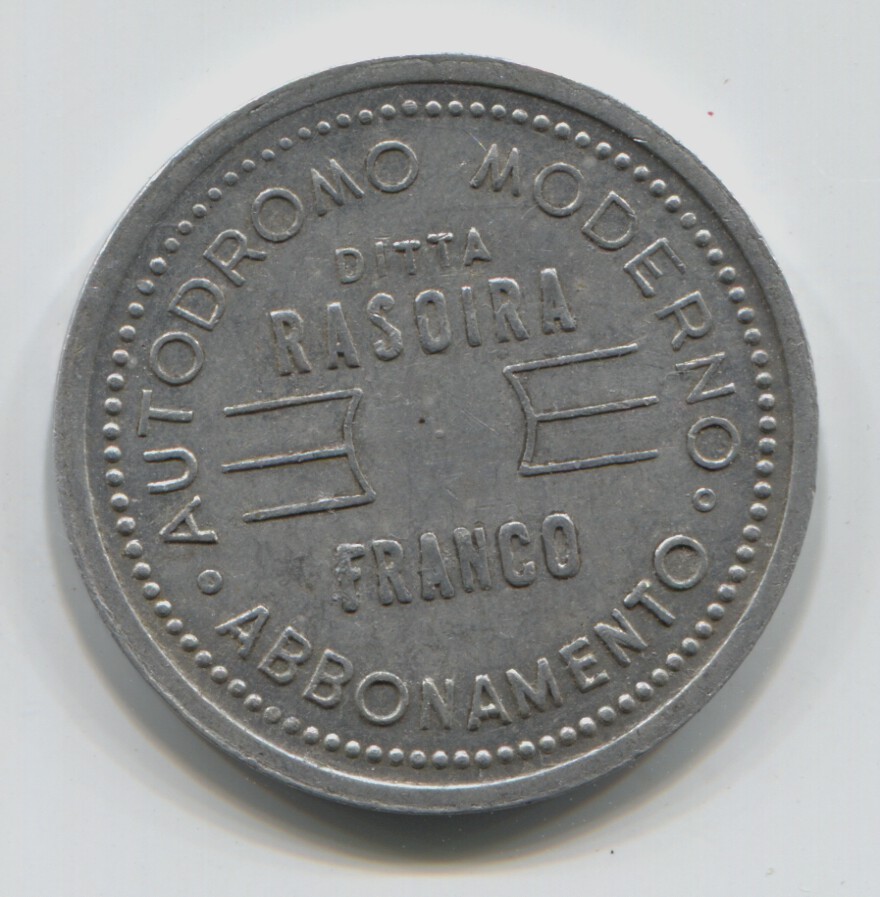 AUTODROMO MODERNO
DITTA
RASOIRA
FRANCO
ABBONAMENTO